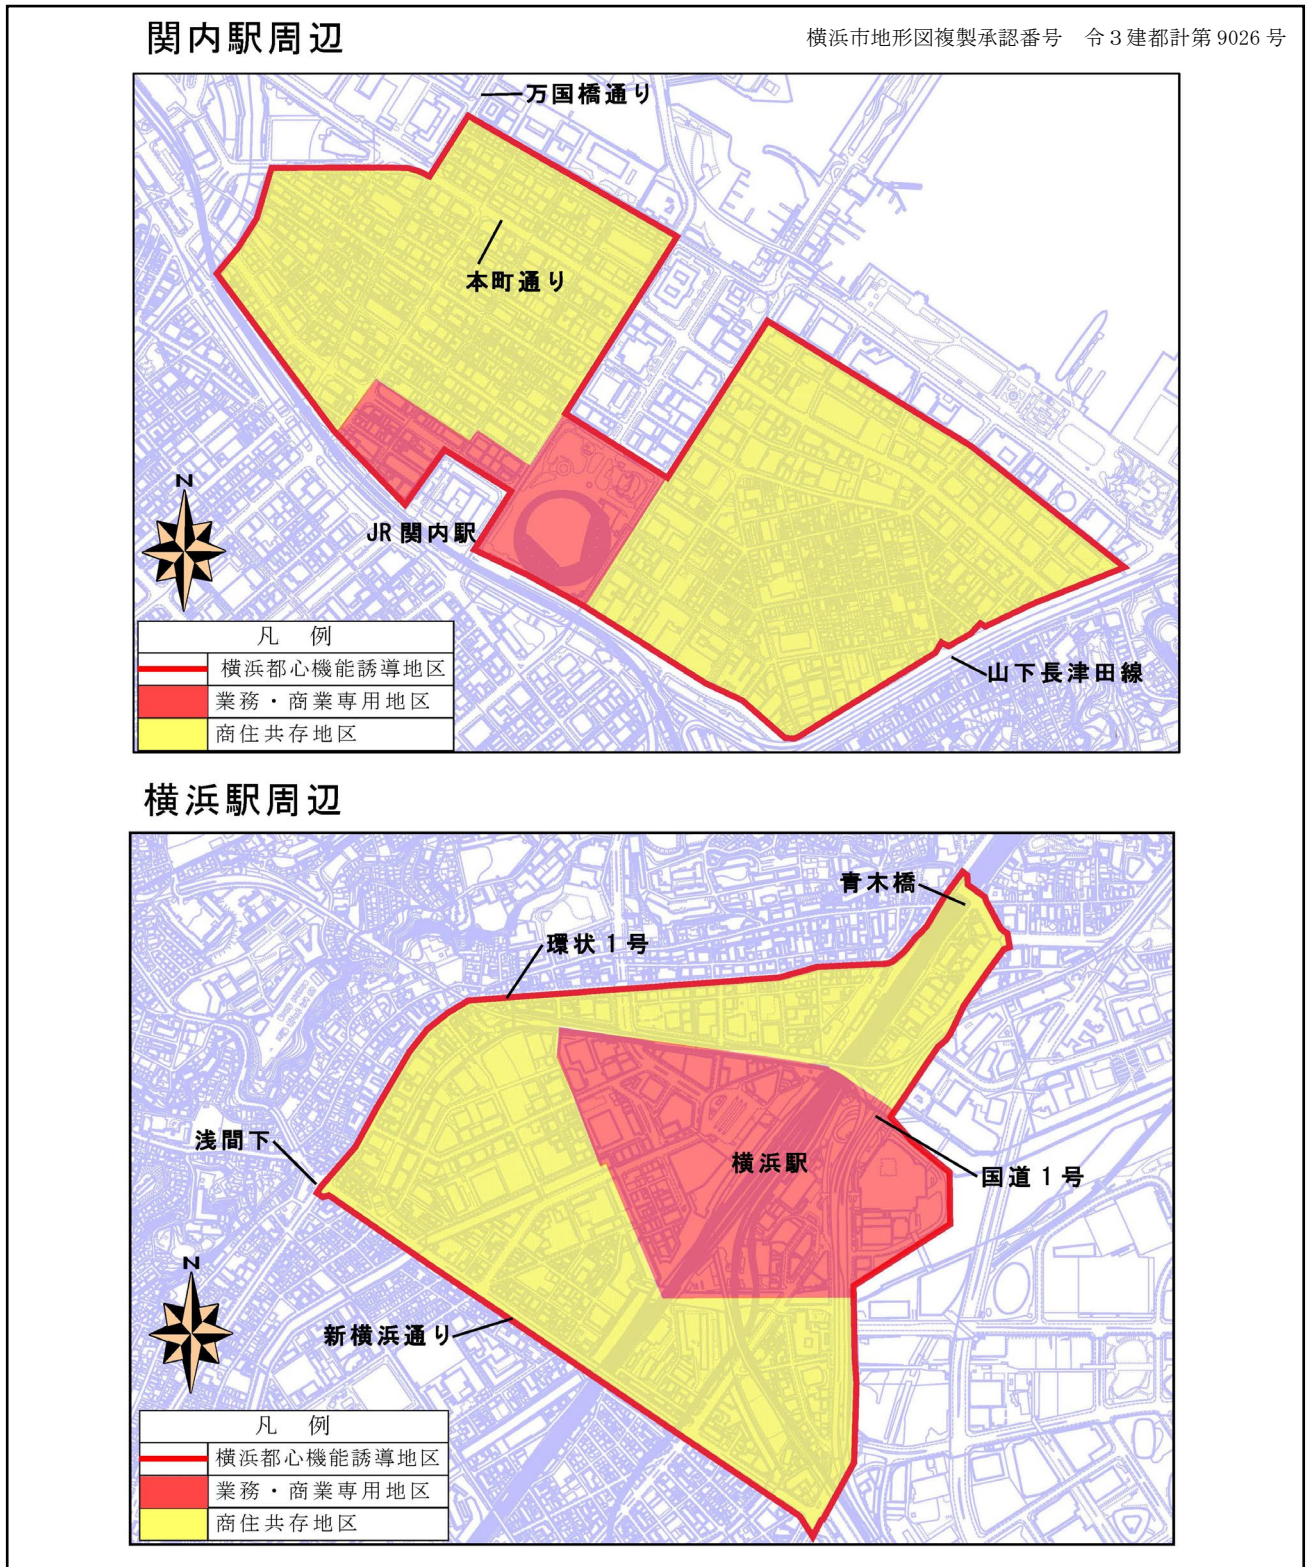 関内駅周辺
横浜市地形図複製承認番号　令３建都計第 9026 号
万国橋通り
本町通り
N
JR 関内駅
山下長津田線
凡　例
横浜都心機能誘導地区
業務・商業専用地区
商住共存地区
横浜駅周辺
青木橋
環状１号
浅間下
横浜駅
国道１号
N
新横浜通り
凡　例
横浜都心機能誘導地区
業務・商業専用地区
商住共存地区